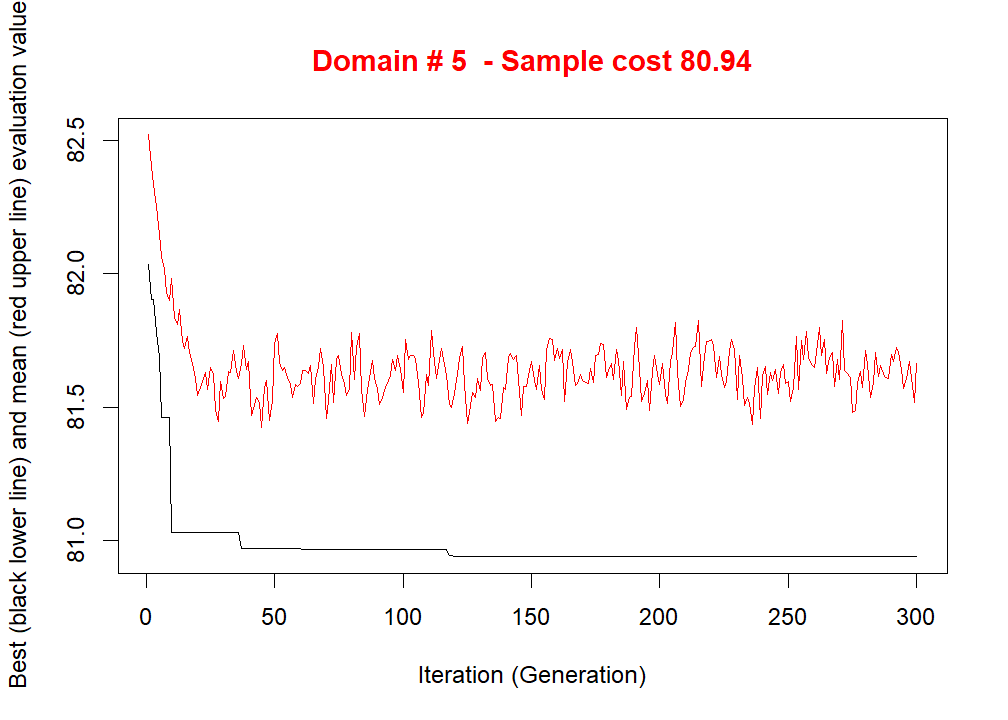 Domain # 5  - Sample cost 80.94
Best (black lower line) and mean (red upper line) evaluation value
82.5
82.0
81.5
81.0
0 50 100 150 200 250 300
Iteration (Generation)